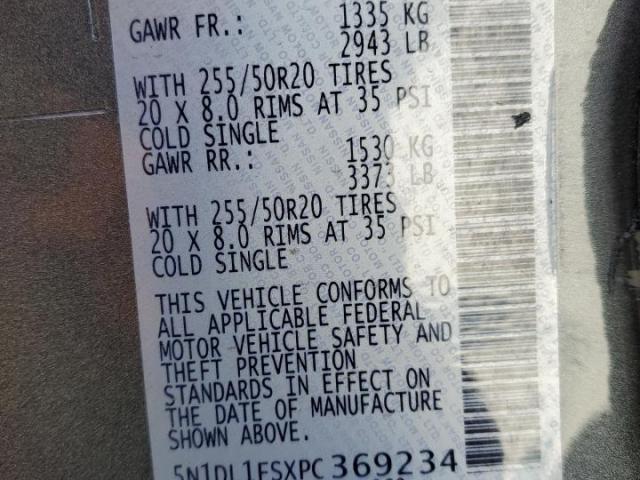 GAWR FR.: 1335 KG
2943 LB
WITH 255/50R20 TIRES
20 X 8.0 RIMS AT 35 PSI
COLD SINGLE
GAWR RR.: 1530 KG
3373 LB
WITH 255/50R20 TIRES
20 X 8.0 RIMS AT 35 PSI
COLD SINGLE
THIS VEHICLE CONFORMS TO
ALL APPLICABLE FEDERAL
MOTOR VEHICLE SAFETY AND
THEFT PREVENTION
STANDARDS IN EFFECT ON
THE DATE OF MANUFACTURE
SHOWN ABOVE.
5N1DL1FSXPC369234